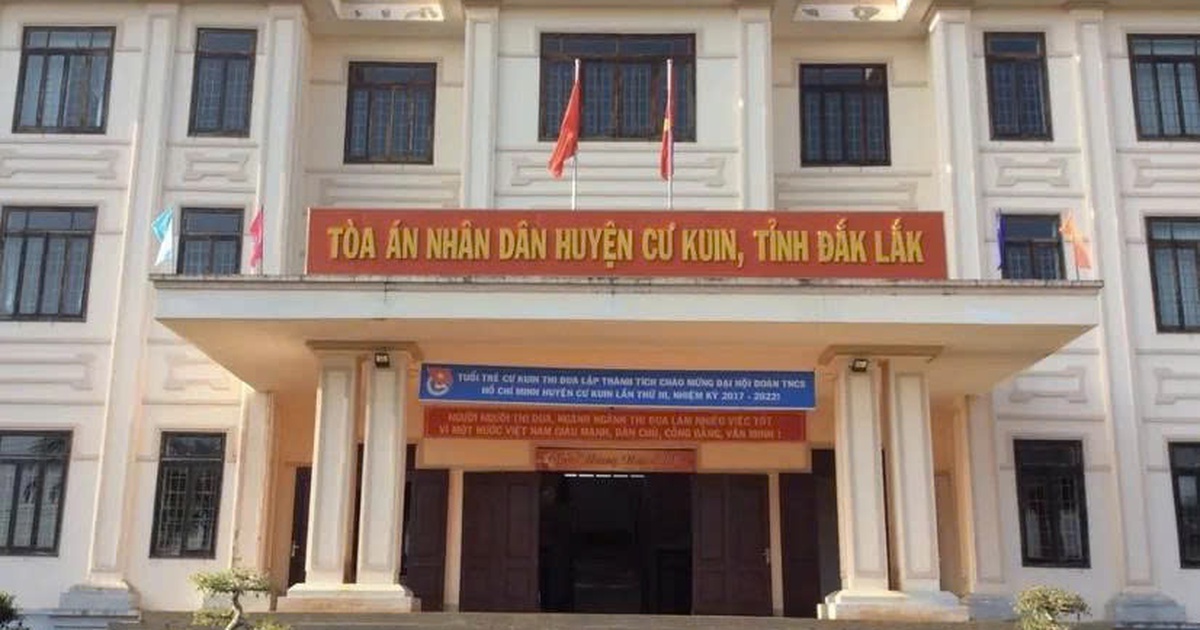 TÒA ÁN NHÂN DÂN HUYỆN CƯ KUIN, TỈNH ĐẮK LẮK
TUỔI TRẺ CƯ KUIN THI ĐUA LẬP THÀNH TÍCH CHÀO MỪNG ĐẠI HỘI ĐOÀN TNCS
HỒ CHÍ MINH HUYỆN CƯ KUIN LẦN THỨ III, NHIỆM KỲ 2017 - 2022!
NGƯỜI NGƯỜI THI ĐUA, NGÀNH NGÀNH THI ĐUA LÀM NHIỀU VIỆC TỐT
VÌ MỘT NƯỚC VIỆT NAM GIÀU MẠNH, DÂN CHỦ, CÔNG BẰNG, VĂN MINH !